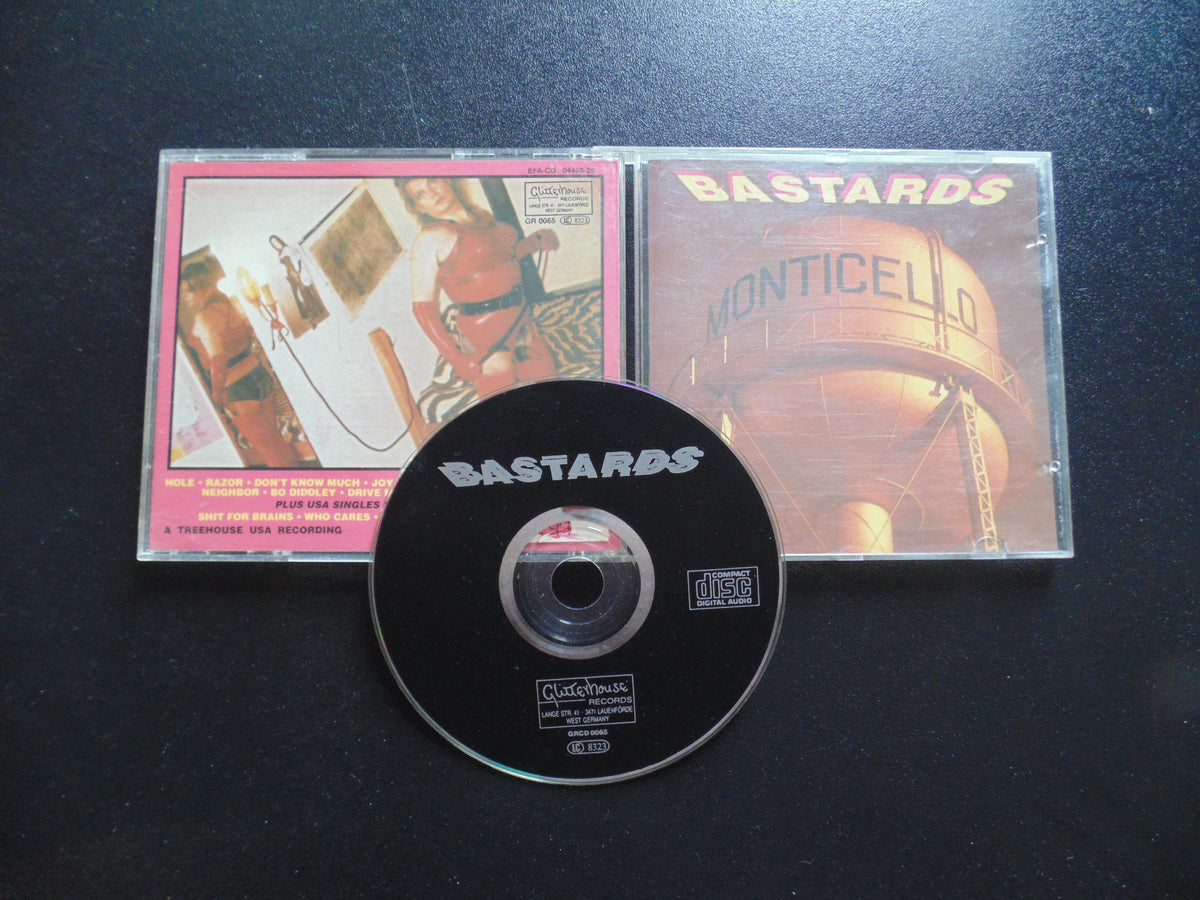 EFA-CD 04460-26
Glitterhouse
RECORDS
LANGE STR. 41 · 3471 LAUENFÖRDE
WEST GERMANY
GR 0065 LC 8323
HOLE · RAZOR · DON'T KNOW MUCH · JOY
NEIGHBOR · BO DIDDLEY · DRIVE
PLUS USA SINGLES
SHIT FOR BRAINS · WHO CARES ·
A TREEHOUSE USA RECORDING
BASTARDS
MONTICELLO
BASTARDS
COMPACT
disc
DIGITAL AUDIO
Glitterhouse
RECORDS
LANGE STR. 41 · 3471 LAUENFÖRDE
WEST GERMANY
GRCD 0065
LC 8323